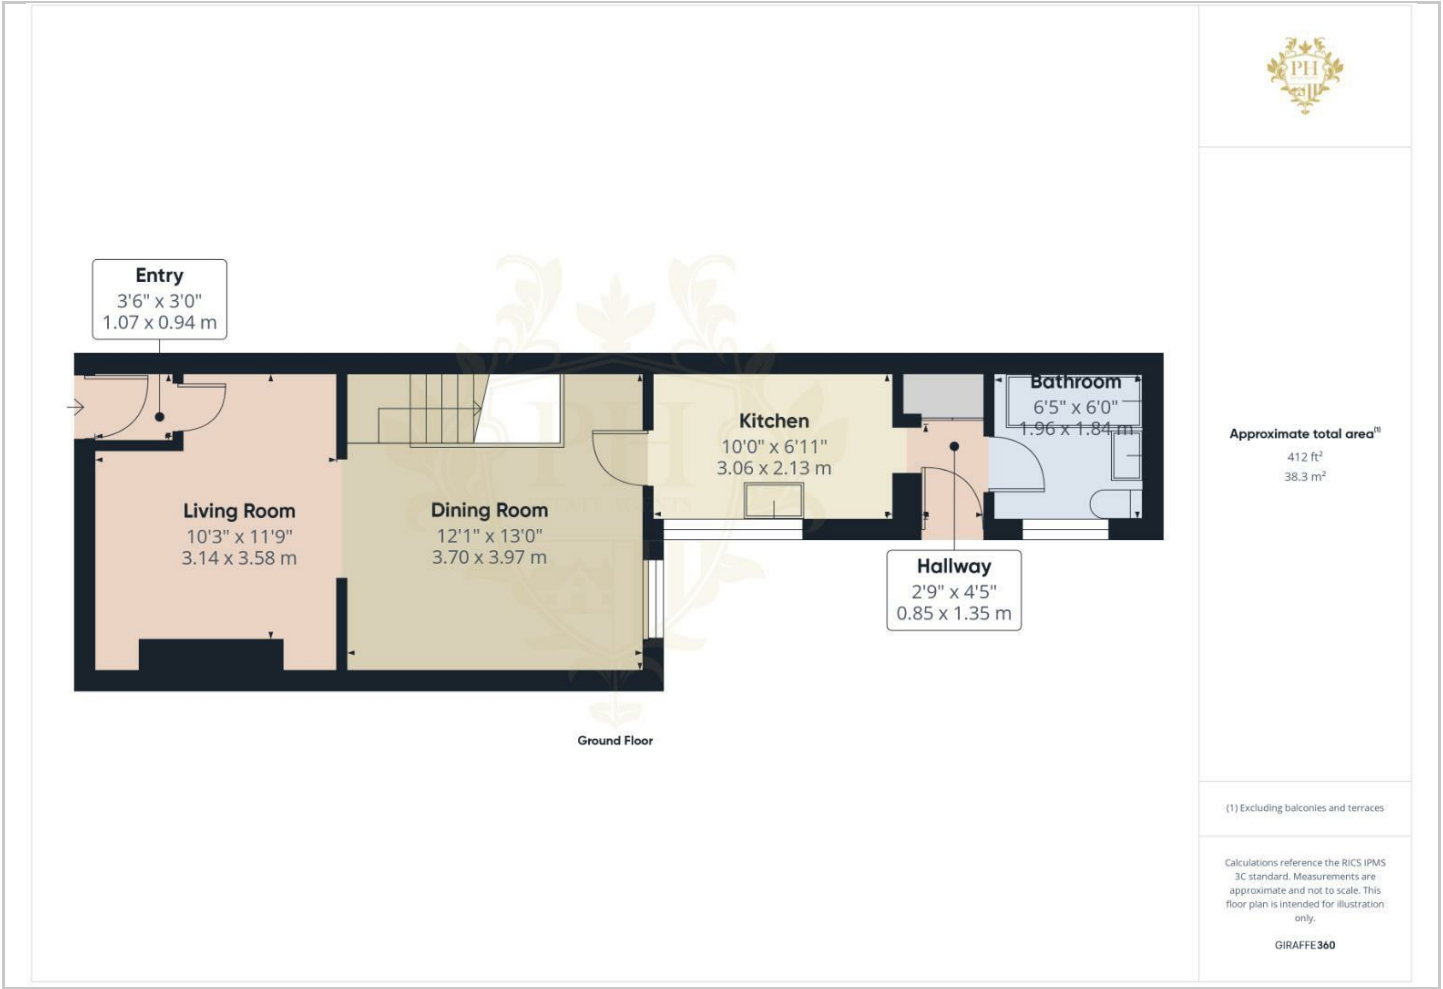 PH
Entry
3'6" x 3'0"
1.07 x 0.94 m
Living Room
10'3" x 11'9"
3.14 x 3.58 m
Dining Room
12'1" x 13'0"
3.70 x 3.97 m
Kitchen
10'0" x 6'11"
3.06 x 2.13 m
Bathroom
6'5" x 6'0"
1.96 x 1.84 m
Hallway
2'9" x 4'5"
0.85 x 1.35 m
PH
Ground Floor
Approximate total area(1)
412 ft²
38.3 m²
(1) Excluding balconies and terraces
Calculations reference the RICS IPMS
3C standard. Measurements are
approximate and not to scale. This
floor plan is intended for illustration
only.
GIRAFFE360